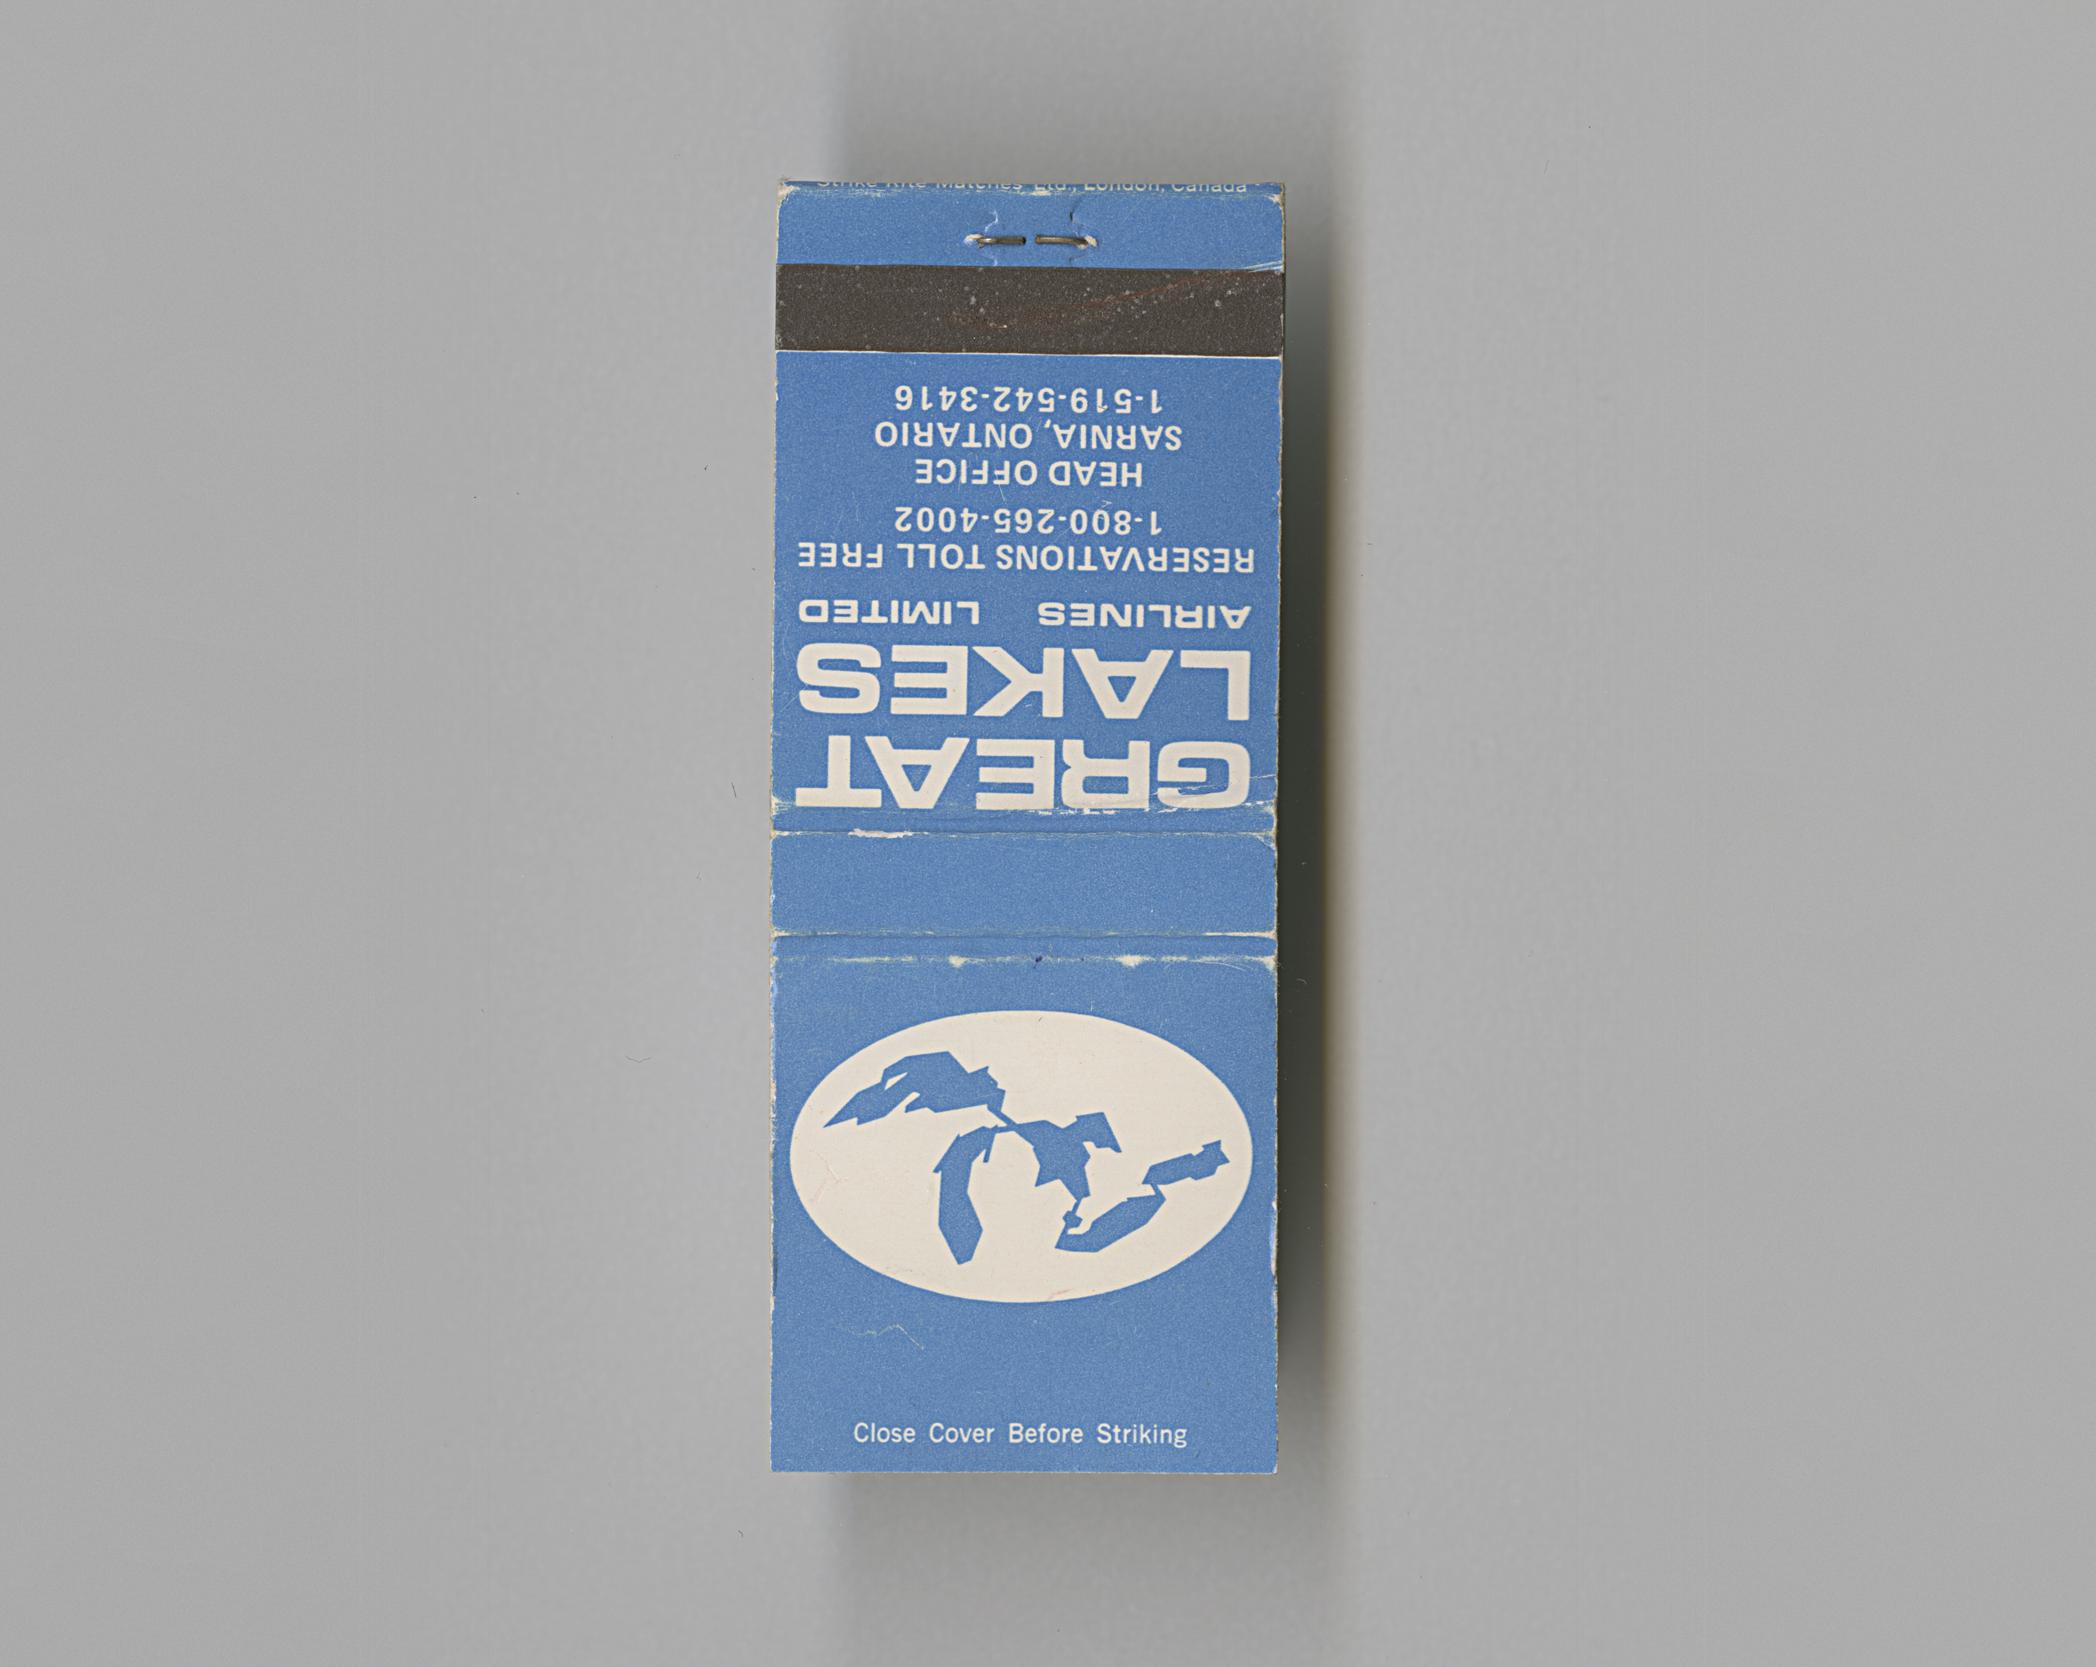 Strike Rite Matches Ltd., London, Canada
GREAT
LAKES
AIRLINES LIMITED
RESERVATIONS TOLL FREE
1-800-265-4002
HEAD OFFICE
SARNIA, ONTARIO
1-519-542-3416
Close Cover Before Striking